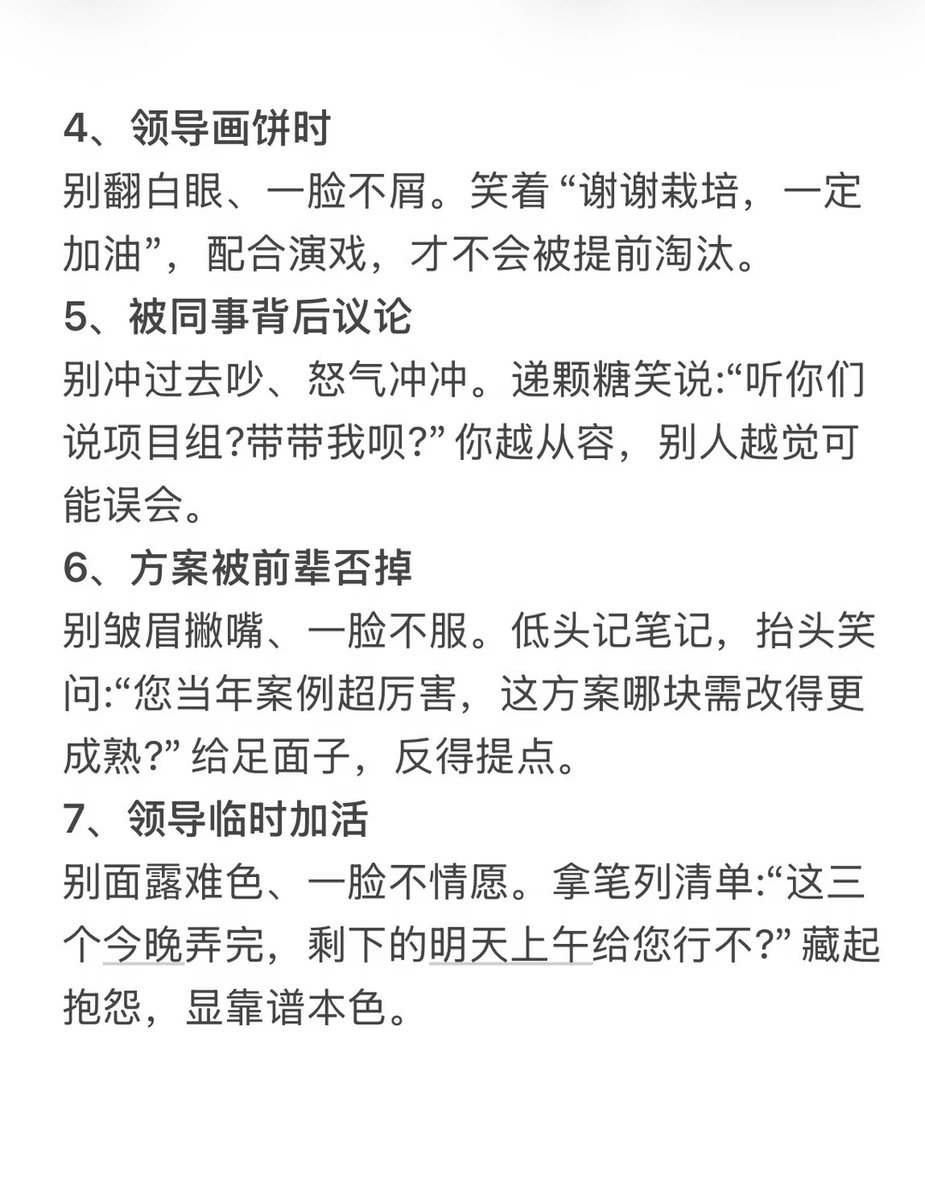 4、领导画饼时
别翻白眼、一脸不屑。笑着 “谢谢栽培，一定
加油”，配合演戏，才不会被提前淘汰。
5、被同事背后议论
别冲过去吵、怒气冲冲。递颗糖笑说:“听你们
说项目组?带带我呗?” 你越从容，别人越觉可
能误会。
6、方案被前辈否掉
别皱眉撇嘴、一脸不服。低头记笔记，抬头笑
问:“您当年案例超厉害，这方案哪块需改得更
成熟?” 给足面子，反得提点。
7、领导临时加活
别面露难色、一脸不情愿。拿笔列清单:“这三
个今晚弄完，剩下的明天上午给您行不?” 藏起
抱怨，显靠谱本色。